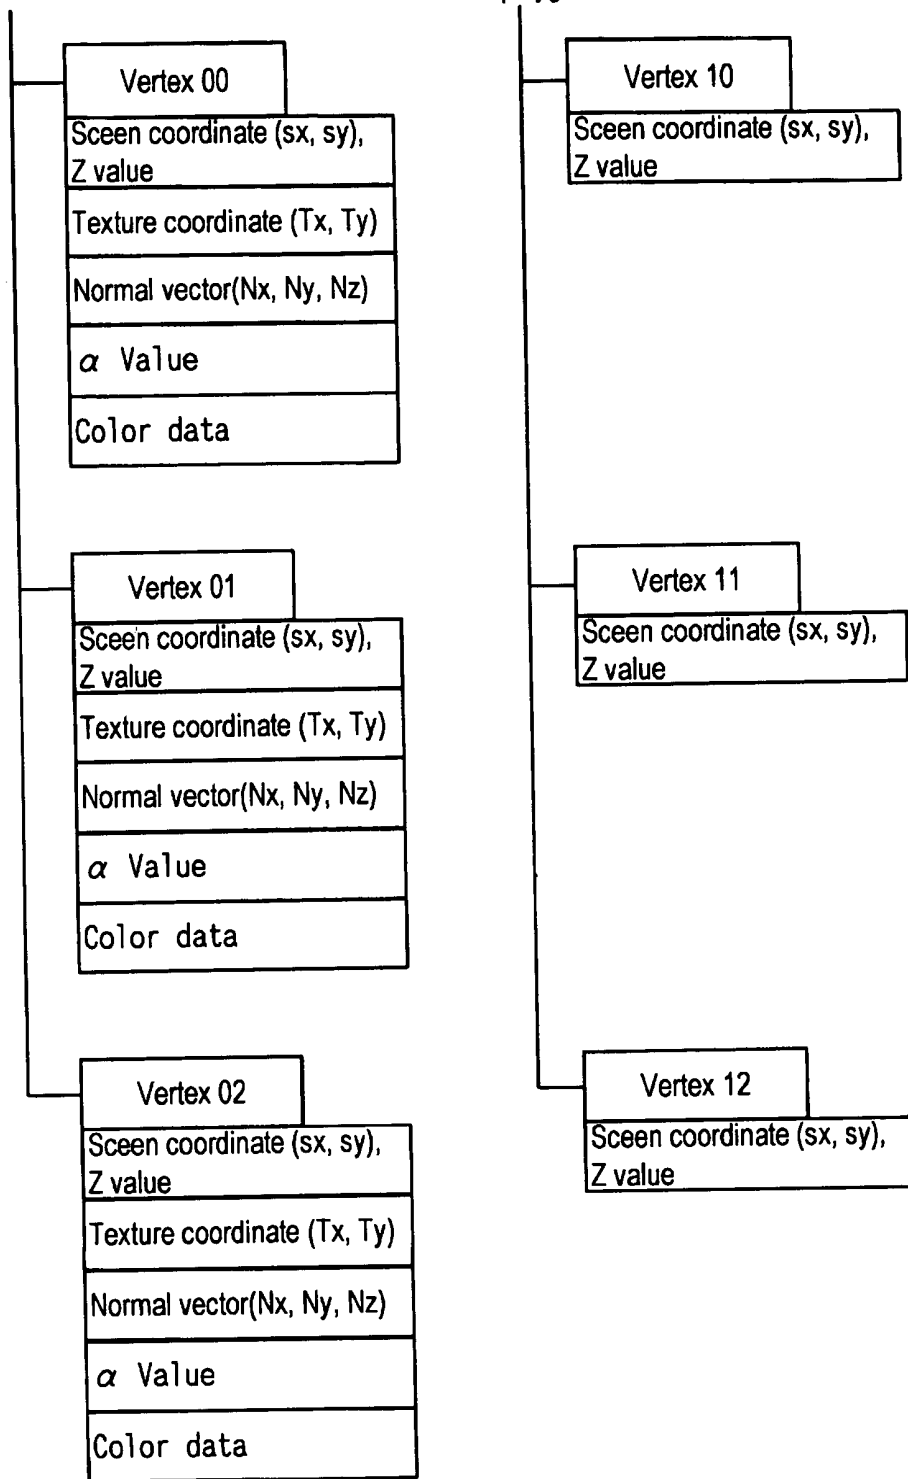 Vertex 00
Sceen coordinate (sx, sy),
Z value
Texture coordinate (Tx, Ty)
Normal vector(Nx, Ny, Nz)
α Value
Color data
Vertex 01
Sceen coordinate (sx, sy),
Z value
Texture coordinate (Tx, Ty)
Normal vector(Nx, Ny, Nz)
α Value
Color data
Vertex 02
Sceen coordinate (sx, sy),
Z value
Texture coordinate (Tx, Ty)
Normal vector(Nx, Ny, Nz)
α Value
Color data
Vertex 10
Sceen coordinate (sx, sy),
Z value
Vertex 11
Sceen coordinate (sx, sy),
Z value
Vertex 12
Sceen coordinate (sx, sy),
Z value